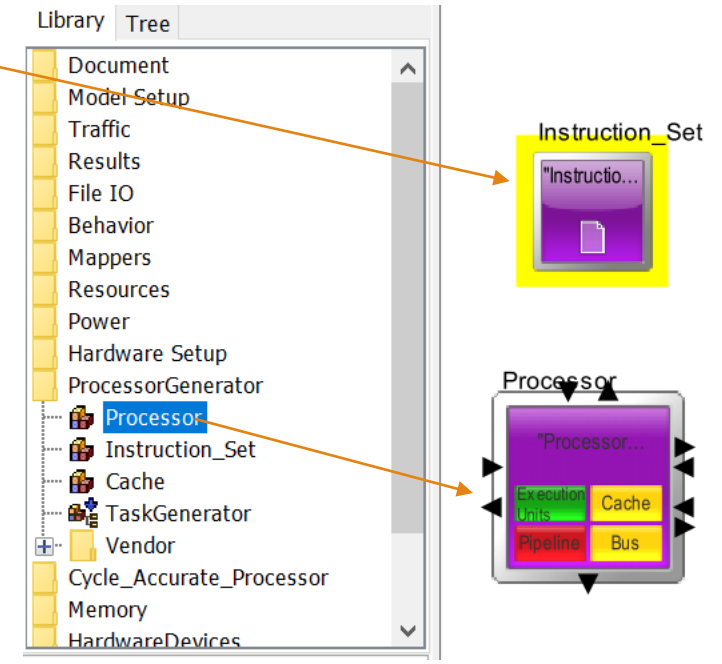 Library Tree
Document
Model Setup
Traffic
Results
File IO
Behavior
Mappers
Resources
Power
Hardware Setup
ProcessorGenerator
Processor
Instruction_Set
Cache
TaskGenerator
Vendor
Cycle_Accurate_Processor
Memory
HardwareDevices
Instruction_Set
"Instructio...
Processor
"Processor...
Execution
Units
Cache
Pipeline
Bus